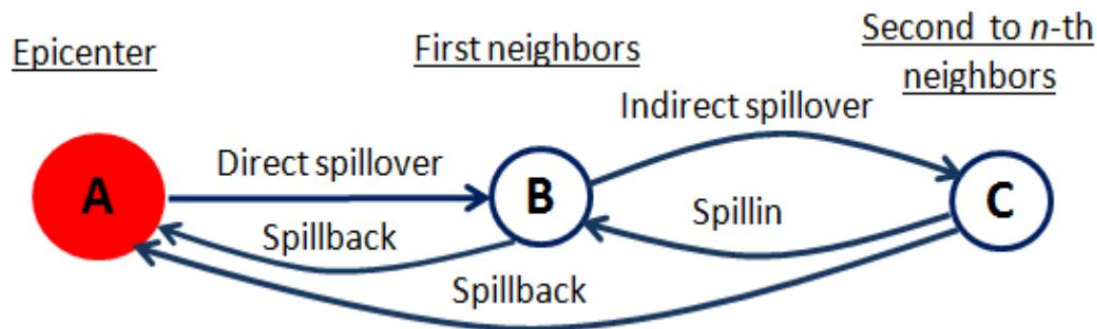 Epicenter
First neighbors
Second to n-th
neighbors
Indirect spillover
Direct spillover
A
B
C
Spillin
Spillback
Spillback